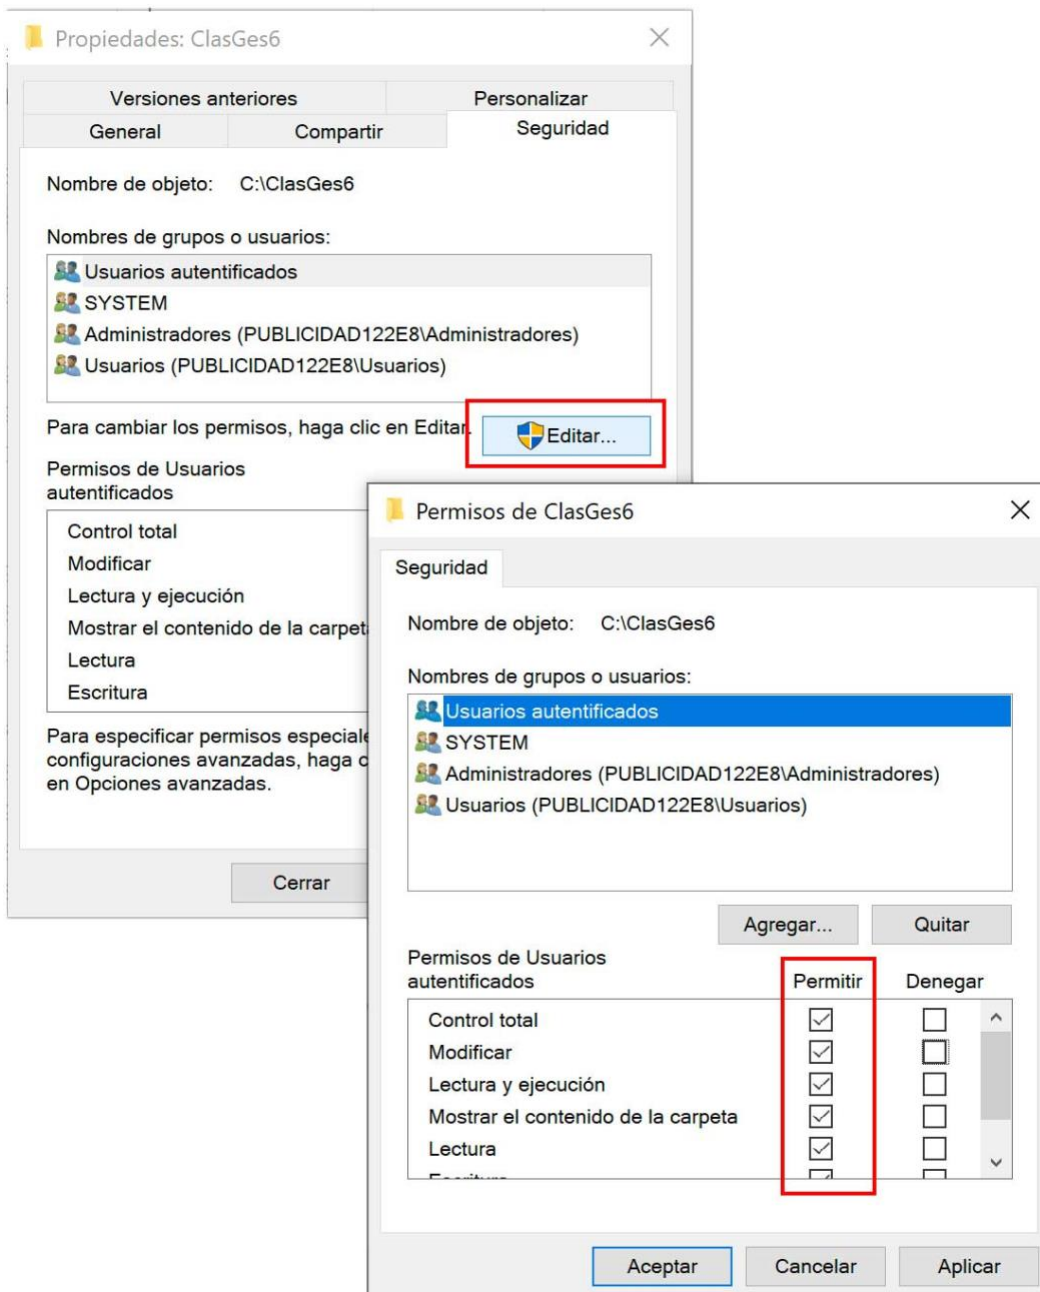 Propiedades: ClasGes6
Versiones anteriores
Personalizar
General
Compartir
Seguridad
Nombre de objeto: C:\ClasGes6
Nombres de grupos o usuarios:
Usuarios autentificados
SYSTEM
Administradores (PUBLICIDAD122E8\Administradores)
Usuarios (PUBLICIDAD122E8\Usuarios)
Para cambiar los permisos, haga clic en Editar.
Editar...
Permisos de Usuarios
autentificados
Control total
Modificar
Lectura y ejecución
Mostrar el contenido de la carpet
Lectura
Escritura
Para especificar permisos especiale
configuraciones avanzadas, haga c
en Opciones avanzadas.
Cerrar
Permisos de ClasGes6
Seguridad
Nombre de objeto: C:\ClasGes6
Nombres de grupos o usuarios:
Usuarios autentificados
SYSTEM
Administradores (PUBLICIDAD122E8\Administradores)
Usuarios (PUBLICIDAD122E8\Usuarios)
Agregar...
Quitar
Permisos de Usuarios
autentificados
Permitir
Denegar
Control total
Modificar
Lectura y ejecución
Mostrar el contenido de la carpeta
Lectura
Escritura
Aceptar
Cancelar
Aplicar